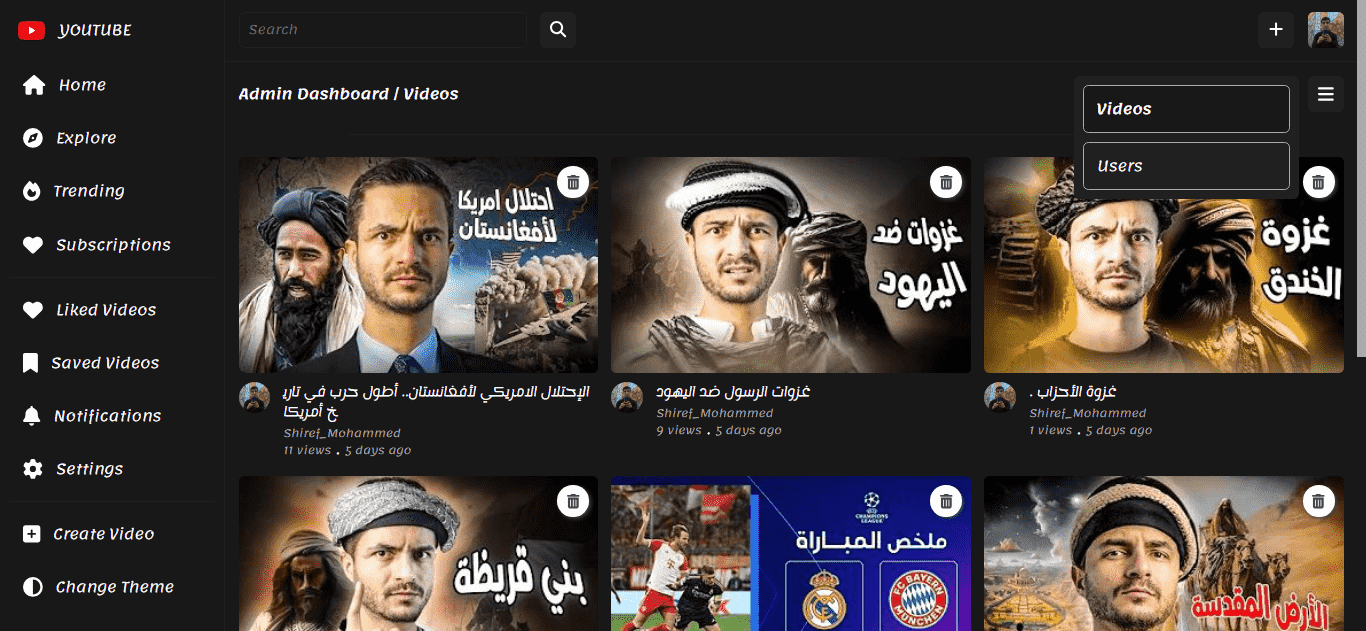 YOUTUBE
Search
Home
Explore
Trending
Subscriptions
Liked Videos
Saved Videos
Notifications
Settings
Create Video
Change Theme
Admin Dashboard / Videos
Videos
Users
احتلال امريكا
لأفغانستان
غزوات ضد
اليهود
غزوة
الخندق
الإحتلال الامريكي لأفغانستان.. أطول حرب في تاري
خ أمريكا
Shiref_Mohammed
11 views . 5 days ago
غزوات الرسول ضد اليهود
Shiref_Mohammed
9 views . 5 days ago
غزوة الأحزاب .
Shiref_Mohammed
1 views . 5 days ago
بني قريظة
CHAMPIONS
LEAGUE
ملخص المباراة
FC BAYERN
MÜNCHEN
الأرض المقدسة